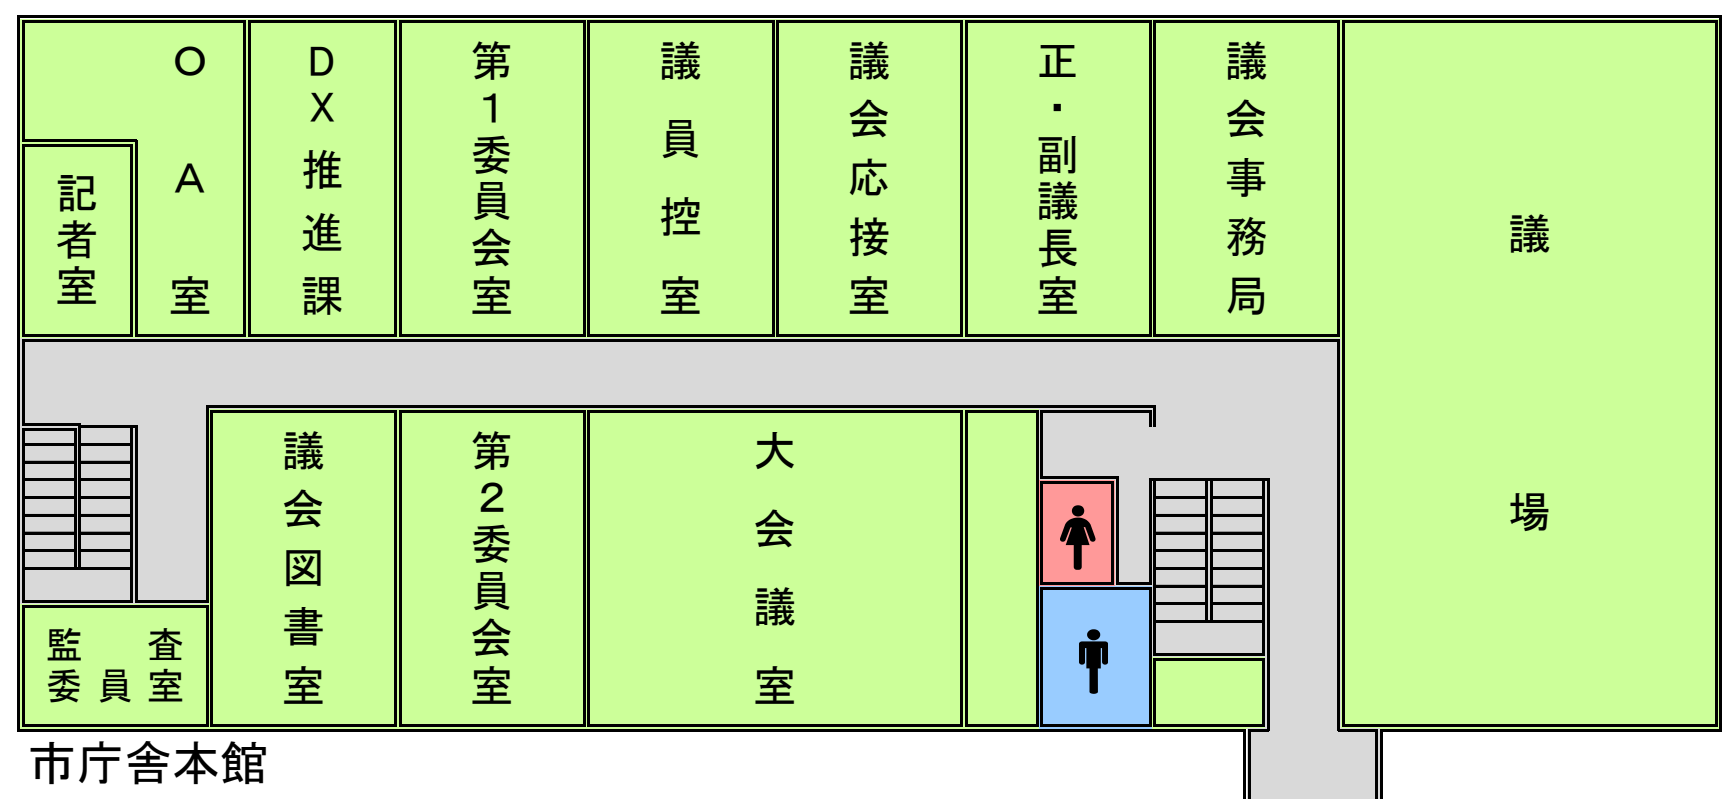 ＯＡ室
ＤＸ推進課
第１委員会室
議員控室
議会応接室
正・副議長室
議会事務局
議場
記者室
議会図書室
第２委員会室
大会議室
監査
委員室
市庁舎本館